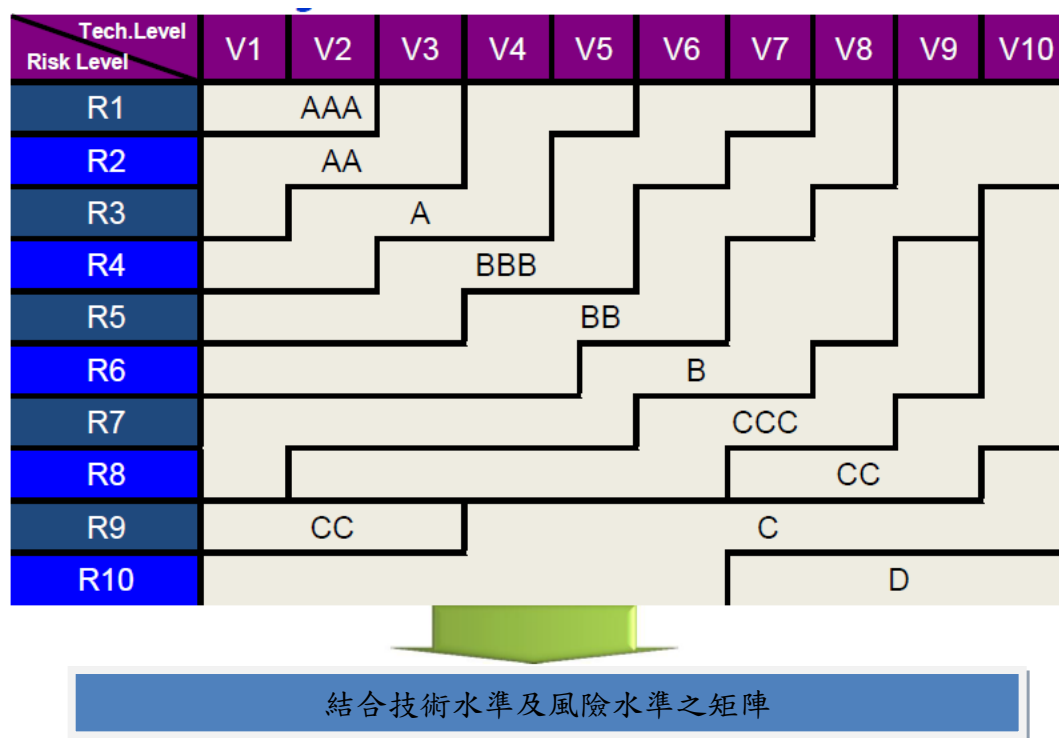 Tech.Level V1 V2 V3 V4 V5 V6 V7 V8 V9 V10
Risk Level
R1 AAA
R2 AA
R3 A
R4 BBB
R5 BB
R6 B
R7 CCC
R8 CC
R9 CC C
R10 D
結合技術水準及風險水準之矩陣